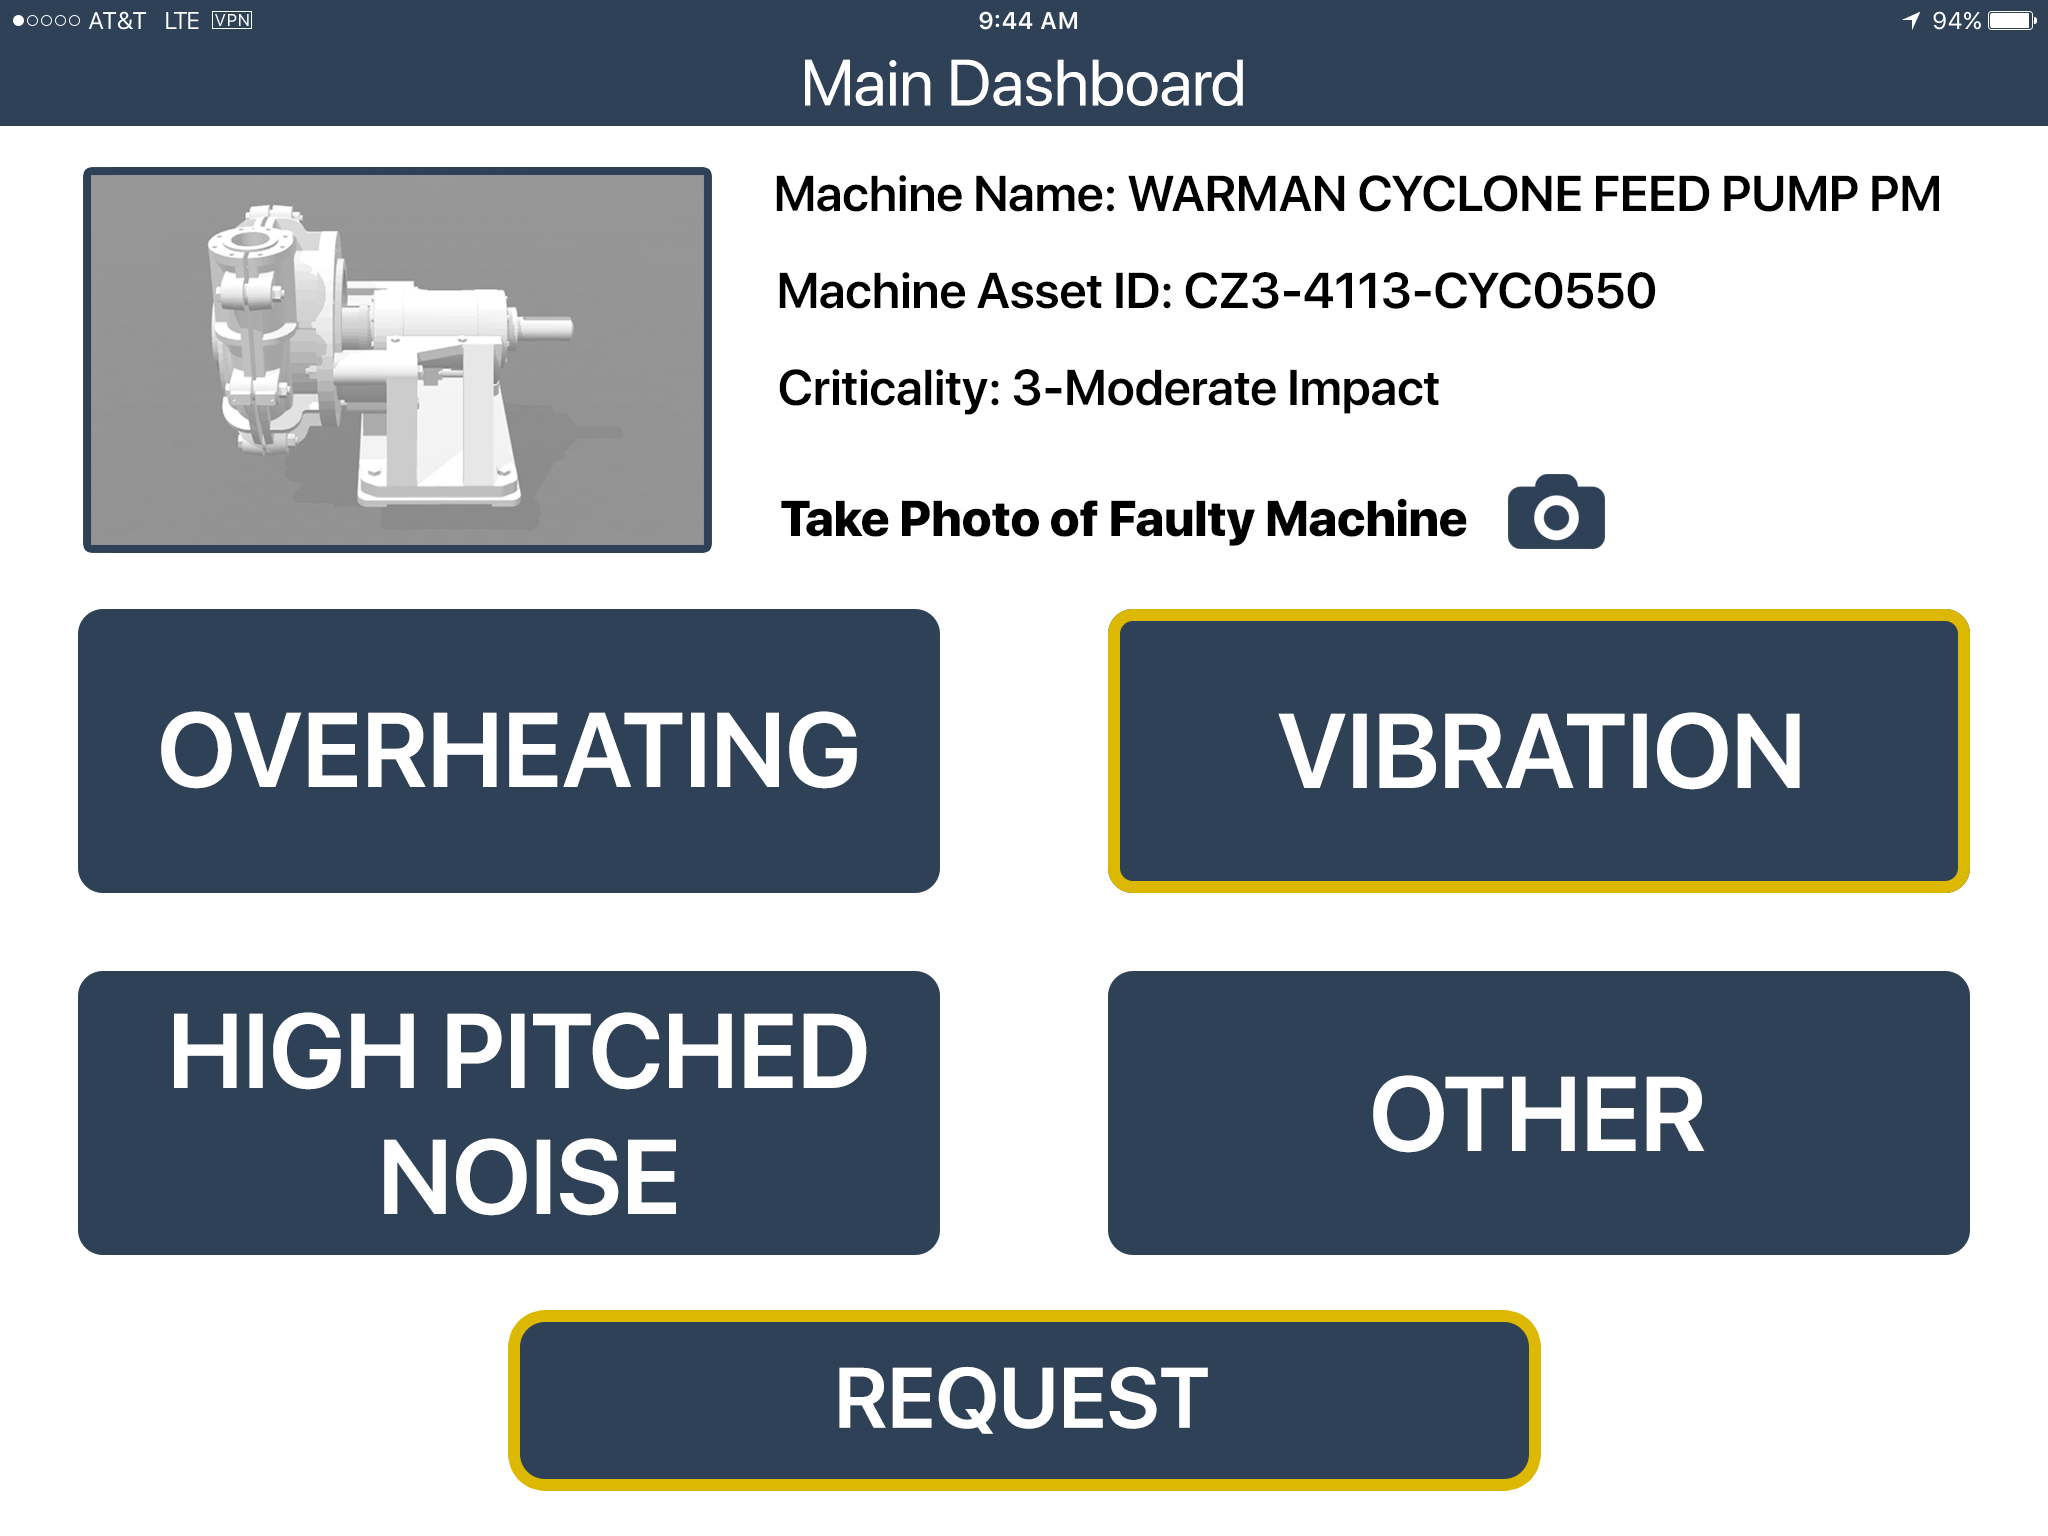 AT&T LTE VPN 9:44 AM 94%
Main Dashboard
Machine Name: WARMAN CYCLONE FEED PUMP PM
Machine Asset ID: CZ3-4113-CYC0550
Criticality: 3-Moderate Impact
Take Photo of Faulty Machine
OVERHEATING
VIBRATION
HIGH PITCHED
NOISE
OTHER
REQUEST